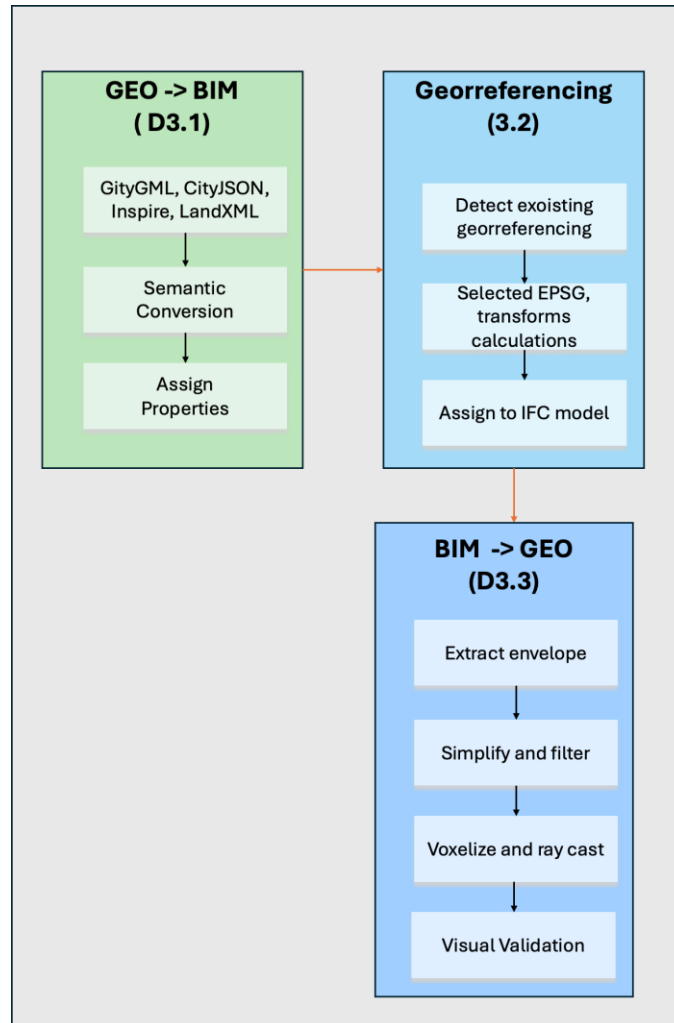 GEO -> BIM
( D3.1)
GityGML, CityJSON,
Inspire, LandXML
Semantic
Conversion
Assign
Properties
Georreferencing
(3.2)
Detect exoisting
georreferencing
Selected EPSG,
transforms
calculations
Assign to IFC model
BIM -> GEO
(D3.3)
Extract envelope
Simplify and filter
Voxelize and ray cast
Visual Validation